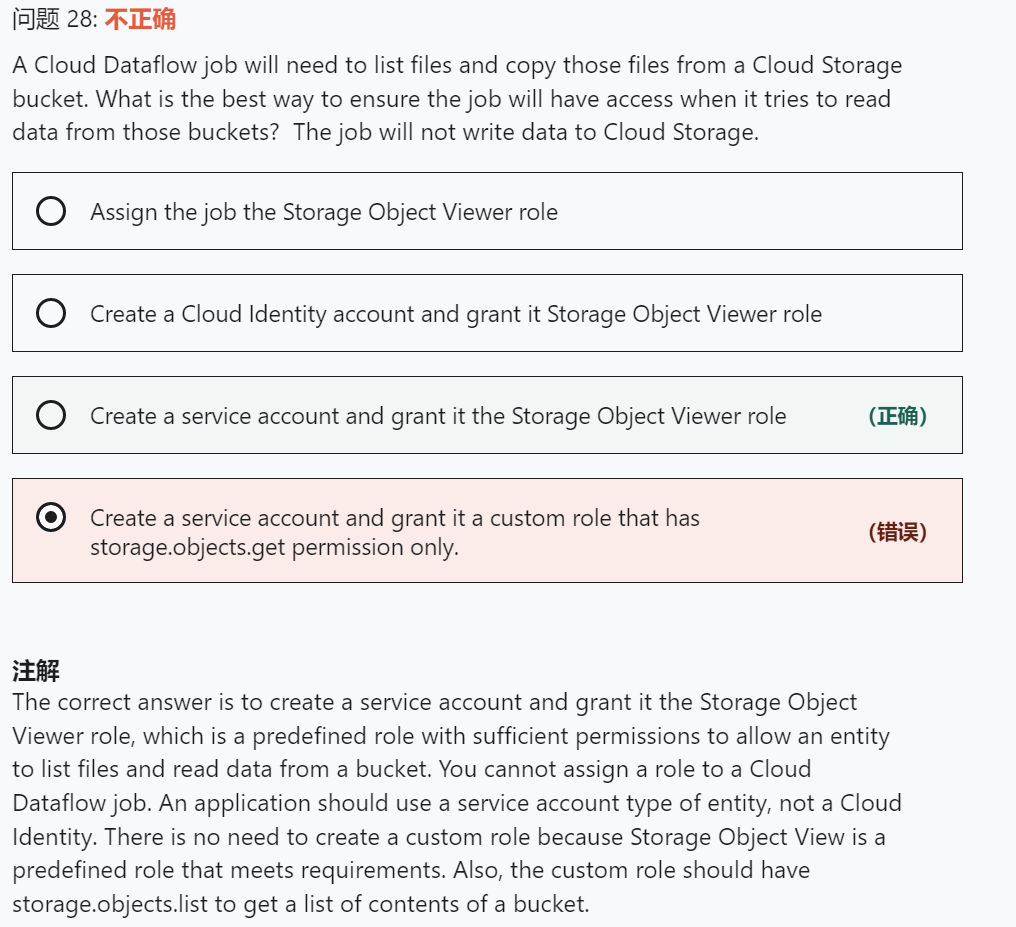 问题 28: 不正确
A Cloud Dataflow job will need to list files and copy those files from a Cloud Storage
bucket. What is the best way to ensure the job will have access when it tries to read
data from those buckets?  The job will not write data to Cloud Storage.
Assign the job the Storage Object Viewer role
Create a Cloud Identity account and grant it Storage Object Viewer role
Create a service account and grant it the Storage Object Viewer role (正确)
Create a service account and grant it a custom role that has
storage.objects.get permission only. (错误)
注解
The correct answer is to create a service account and grant it the Storage Object
Viewer role, which is a predefined role with sufficient permissions to allow an entity
to list files and read data from a bucket. You cannot assign a role to a Cloud
Dataflow job. An application should use a service account type of entity, not a Cloud
Identity. There is no need to create a custom role because Storage Object View is a
predefined role that meets requirements. Also, the custom role should have
storage.objects.list to get a list of contents of a bucket.